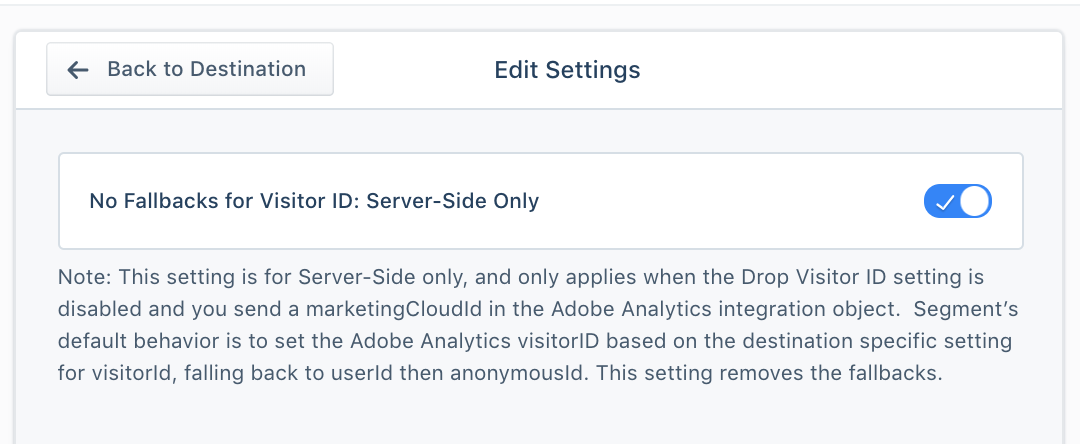 Back to Destination
Edit Settings
No Fallbacks for Visitor ID: Server-Side Only
Note: This setting is for Server-Side only, and only applies when the Drop Visitor ID setting is
disabled and you send a marketingCloudId in the Adobe Analytics integration object.  Segment’s
default behavior is to set the Adobe Analytics visitorID based on the destination specific setting
for visitorId, falling back to userId then anonymousId. This setting removes the fallbacks.